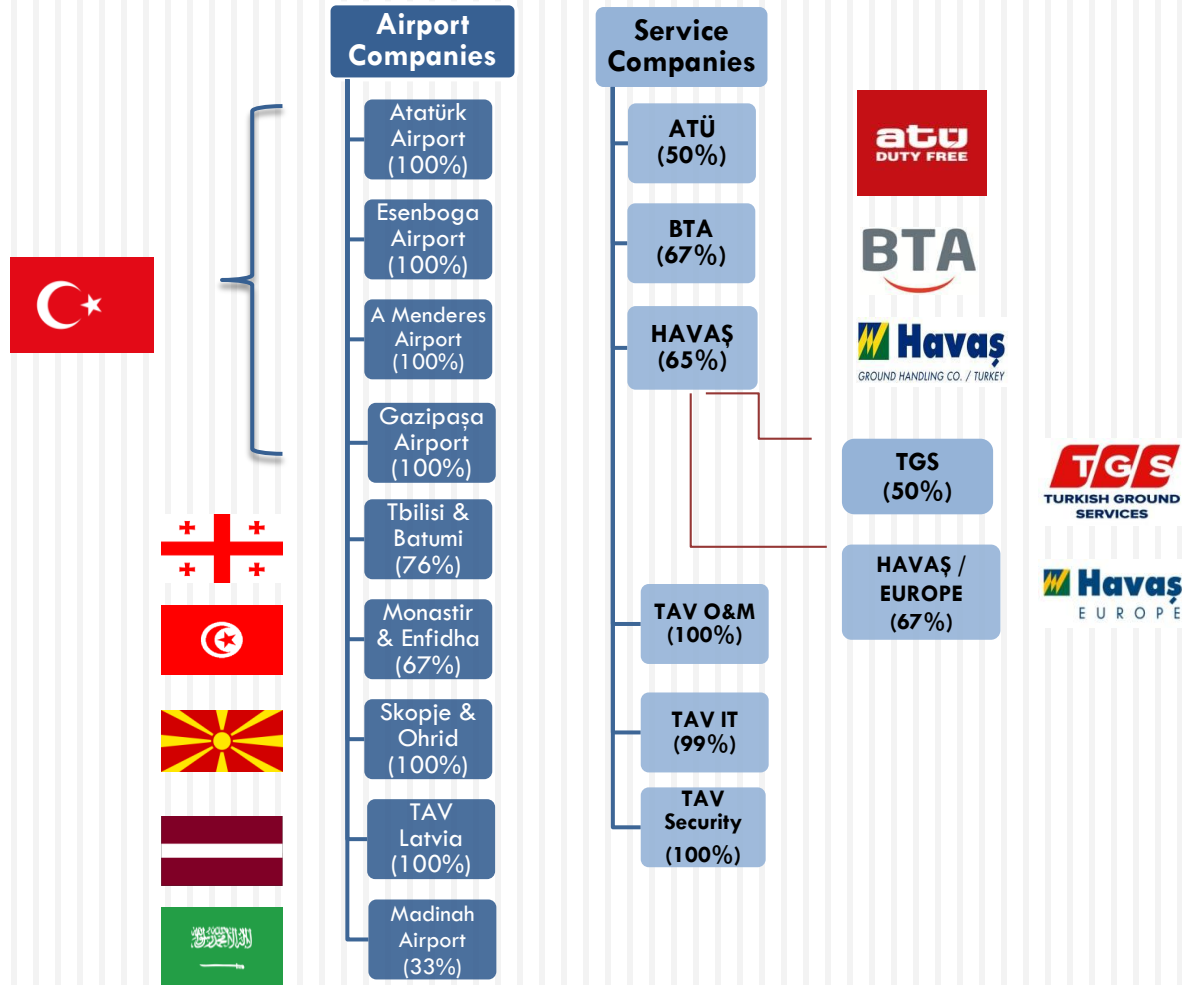 Airport
Companies
Atatürk
Airport
(100%)
Esenboga
Airport
(100%)
A Menderes
Airport
(100%)
Gazipaşa
Airport
(100%)
Tbilisi &
Batumi
(76%)
Monastir
& Enfidha
(67%)
Skopje &
Ohrid
(100%)
TAV
Latvia
(100%)
Madinah
Airport
(33%)
Service
Companies
ATÜ
(50%)
BTA
(67%)
HAVAŞ
(65%)
TGS
(50%)
HAVAŞ /
EUROPE
(67%)
TAV O&M
(100%)
TAV IT
(99%)
TAV
Security
(100%)
atü
DUTY FREE
BTA
Havaş
GROUND HANDLING CO. / TURKEY
TGS
TURKISH GROUND
SERVICES
Havaş
EUROPE